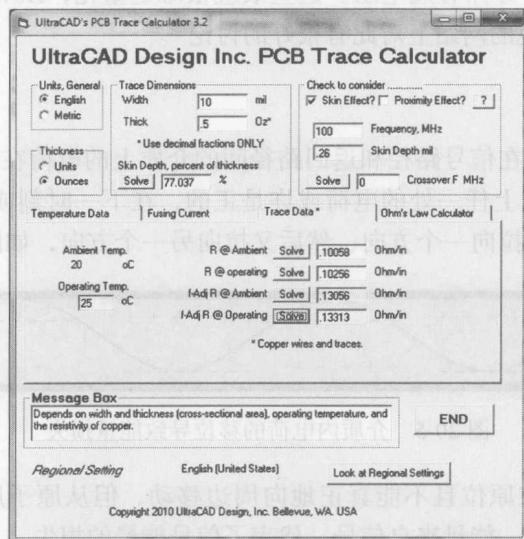 UltraCAD's PCB Trace Calculator 3.2
UltraCAD Design Inc. PCB Trace Calculator
Units, General
English
Metric
Thickness
Units
Ounces
Trace Dimensions
Width 10 mil
Thick .5 Oz*
* Use decimal fractions ONLY
Skin Depth, percent of thickness
Solve 77.037 %
Check to consider ............
Skin Effect? Proximity Effect? ?
100 Frequency, MHz
.26 Skin Depth mil
Solve 0 Crossover F MHz
Temperature Data Fusing Current Trace Data * Ohm's Law Calculator
Ambient Temp.
20 oC
Operating Temp.
25 oC
R @ Ambient Solve .10058 Ohm/in
R @ operating Solve .10256 Ohm/in
I-Adj R @ Ambient Solve .13056 Ohm/in
I-Adj R @ Operating Solve .13313 Ohm/in
* Copper wires and traces.
Message Box
Depends on width and thickness (cross-sectional area), operating temperature, and
the resistivity of copper.
END
Regional Setting English (United States) Look at Regional Settings
Copyright 2010 UltraCAD Design, Inc. Bellevue, WA. USA